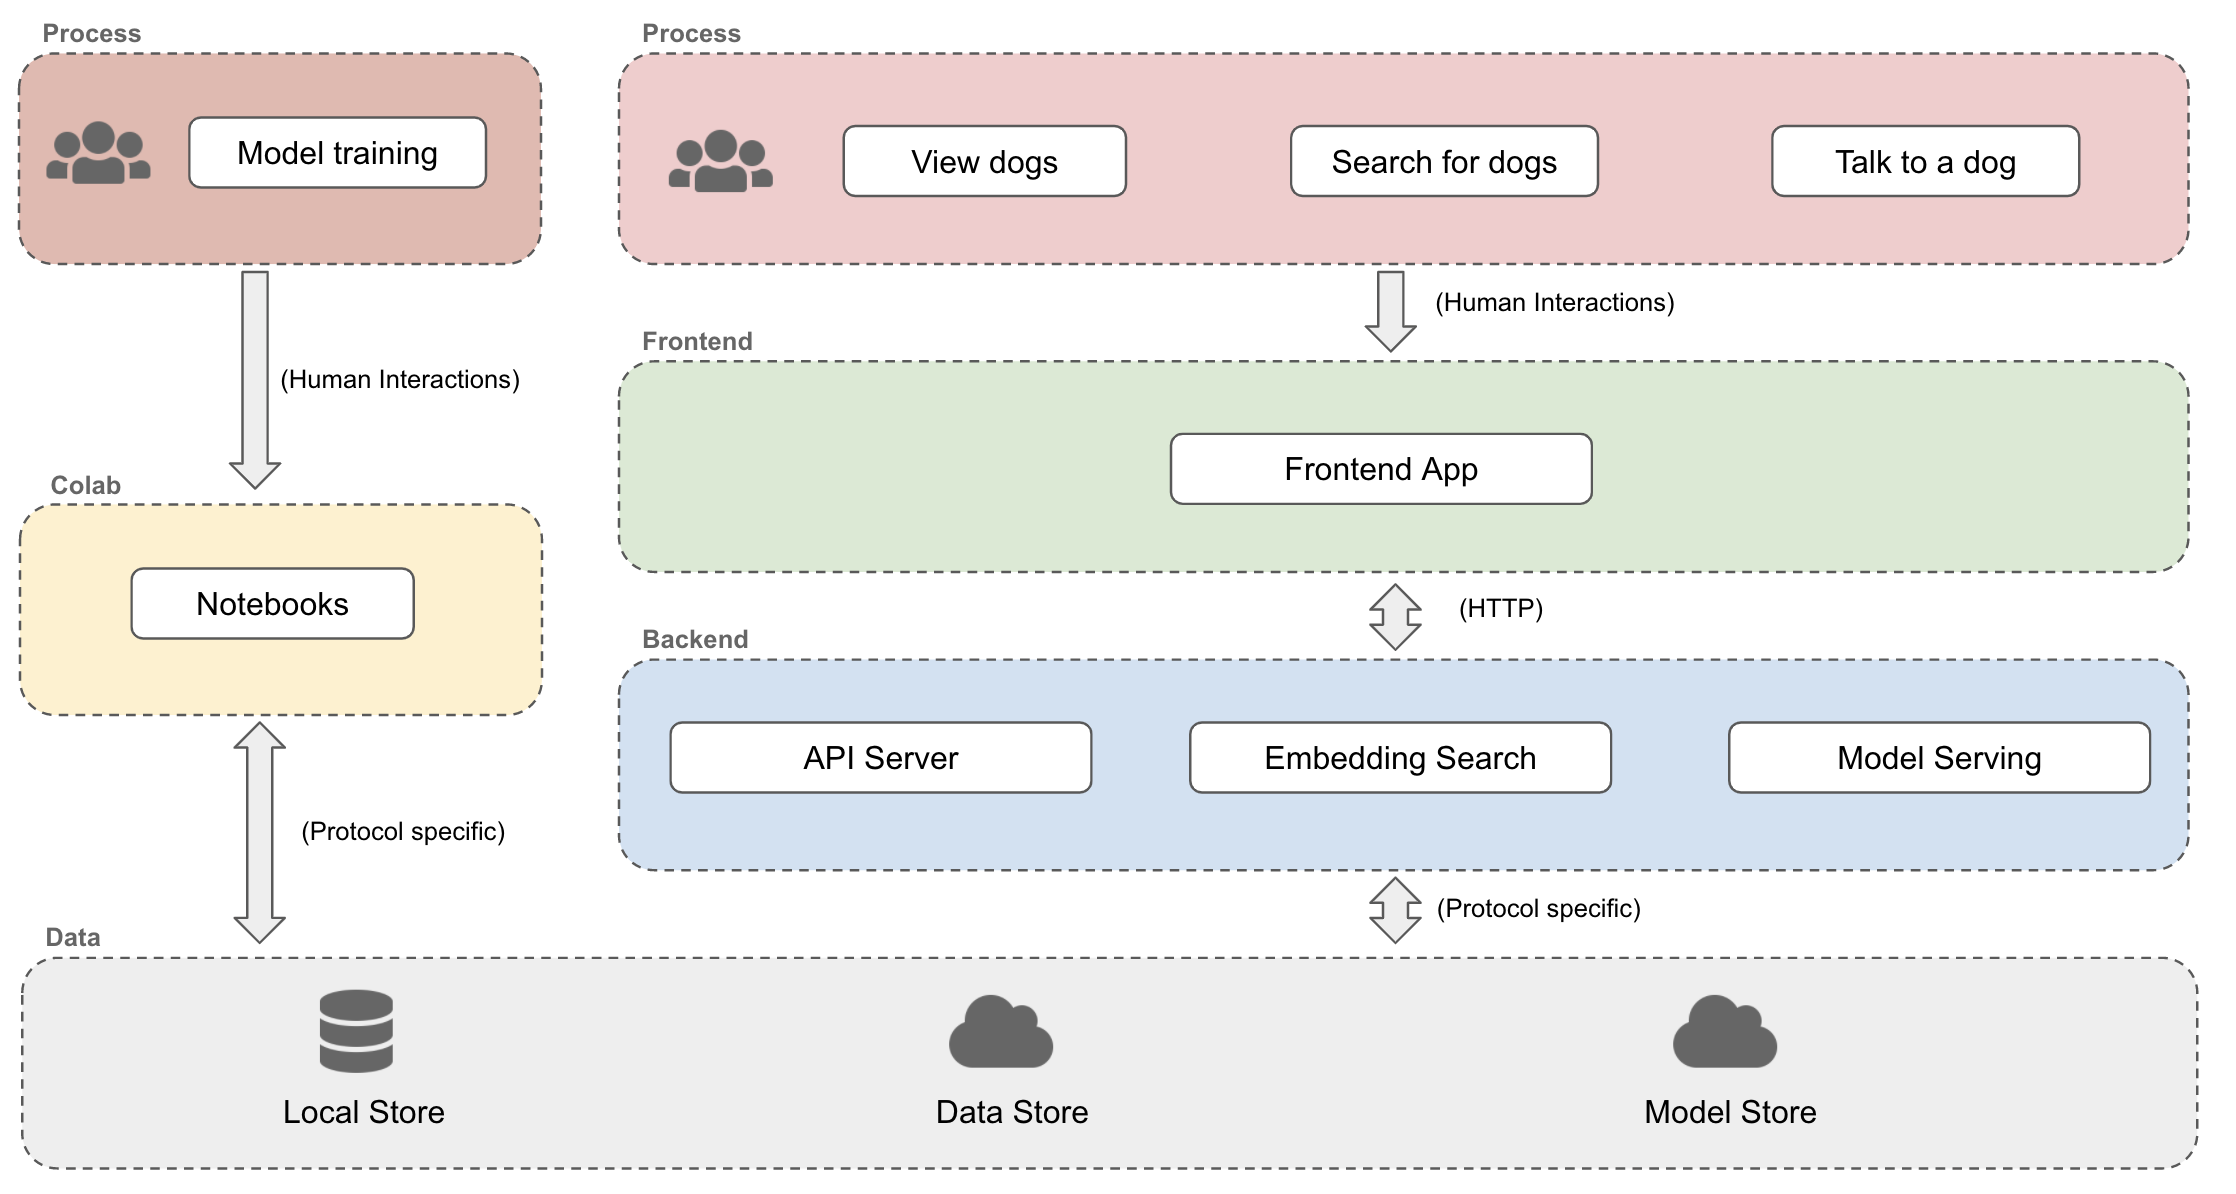 Process
Model training
(Human Interactions)
Colab
Notebooks
(Protocol specific)
Process
View dogs
Search for dogs
Talk to a dog
(Human Interactions)
Frontend
Frontend App
(HTTP)
Backend
API Server
Embedding Search
Model Serving
(Protocol specific)
Data
Local Store
Data Store
Model Store